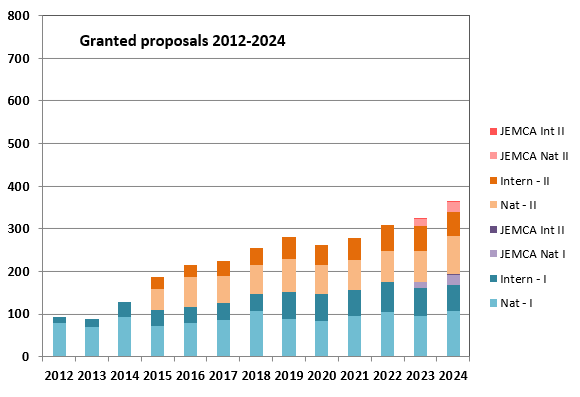 Granted proposals 2012-2024
800
700
600
500
400
300
200
100
0
2012 2013 2014 2015 2016 2017 2018 2019 2020 2021 2022 2023 2024
JEMCA Int II
JEMCA Nat II
Intern - II
Nat - II
JEMCA Int II
JEMCA Nat I
Intern - I
Nat - I